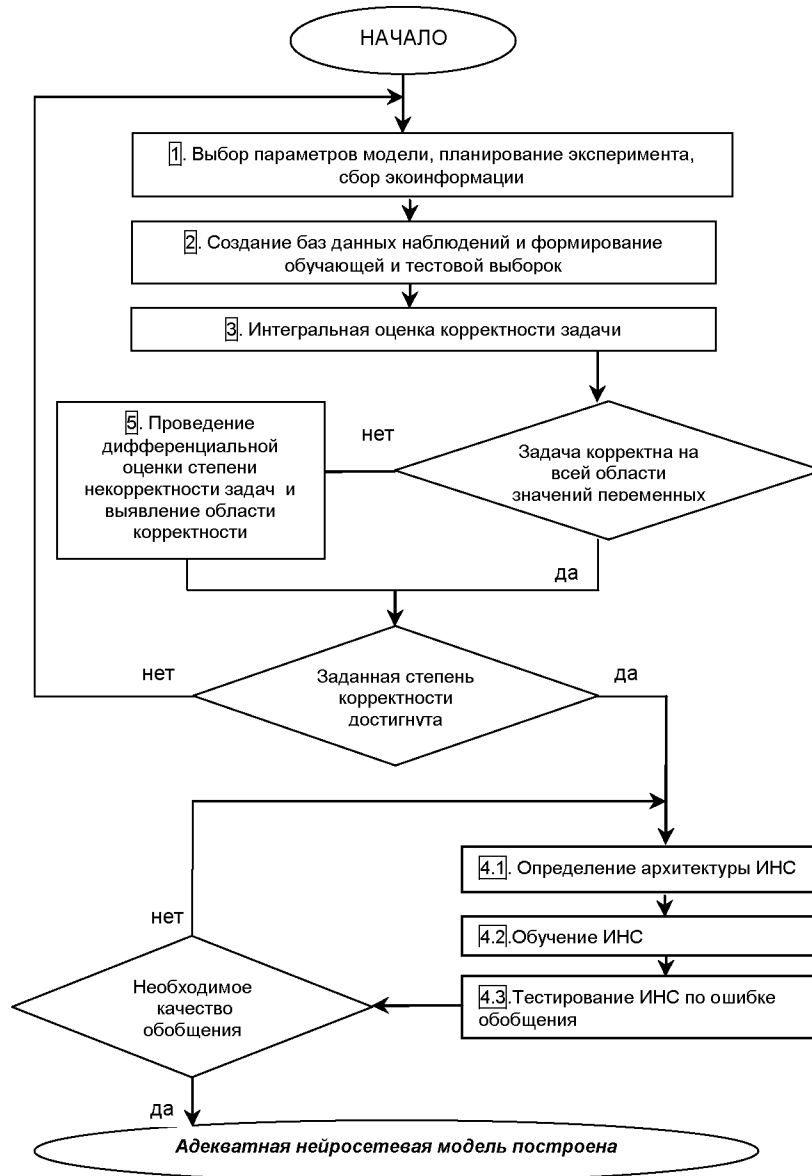 НАЧАЛО
1. Выбор параметров модели, планирование эксперимента,
сбор экоинформации
2. Создание баз данных наблюдений и формирование
обучающей и тестовой выборок
3. Интегральная оценка корректности задачи
5. Проведение
дифференциальной
оценки степени
некорректности задач и
выявление области
корректности
нет
Задача корректна на
всей области
значений переменных
да
нет
Заданная степень
корректности
достигнута
да
4.1. Определение архитектуры ИНС
нет
4.2.Обучение ИНС
Необходимое
качество
обобщения
4.3.Тестирование ИНС по ошибке
обобщения
да
Адекватная нейросетевая модель построена